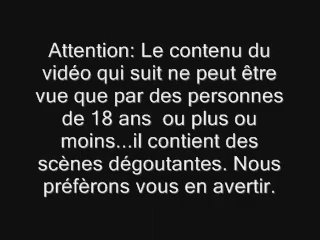 Attention: Le contenu du
vidéo qui suit ne peut être
vue que par des personnes
de 18 ans  ou plus ou
moins...il contient des
scènes dégoutantes. Nous
préfèrons vous en avertir.